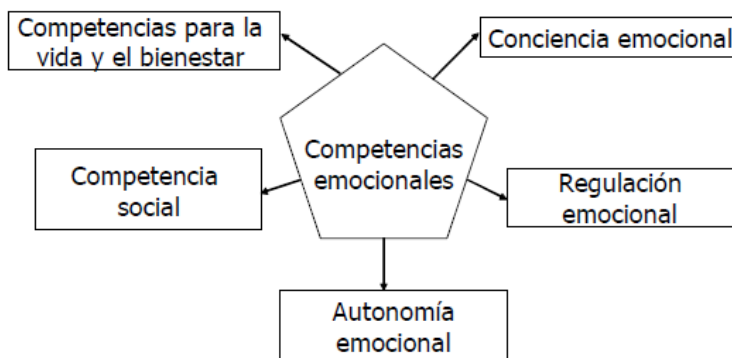 Competencias para la
vida y el bienestar
Conciencia emocional
Competencias
emocionales
Competencia
social
Regulación
emocional
Autonomía
emocional